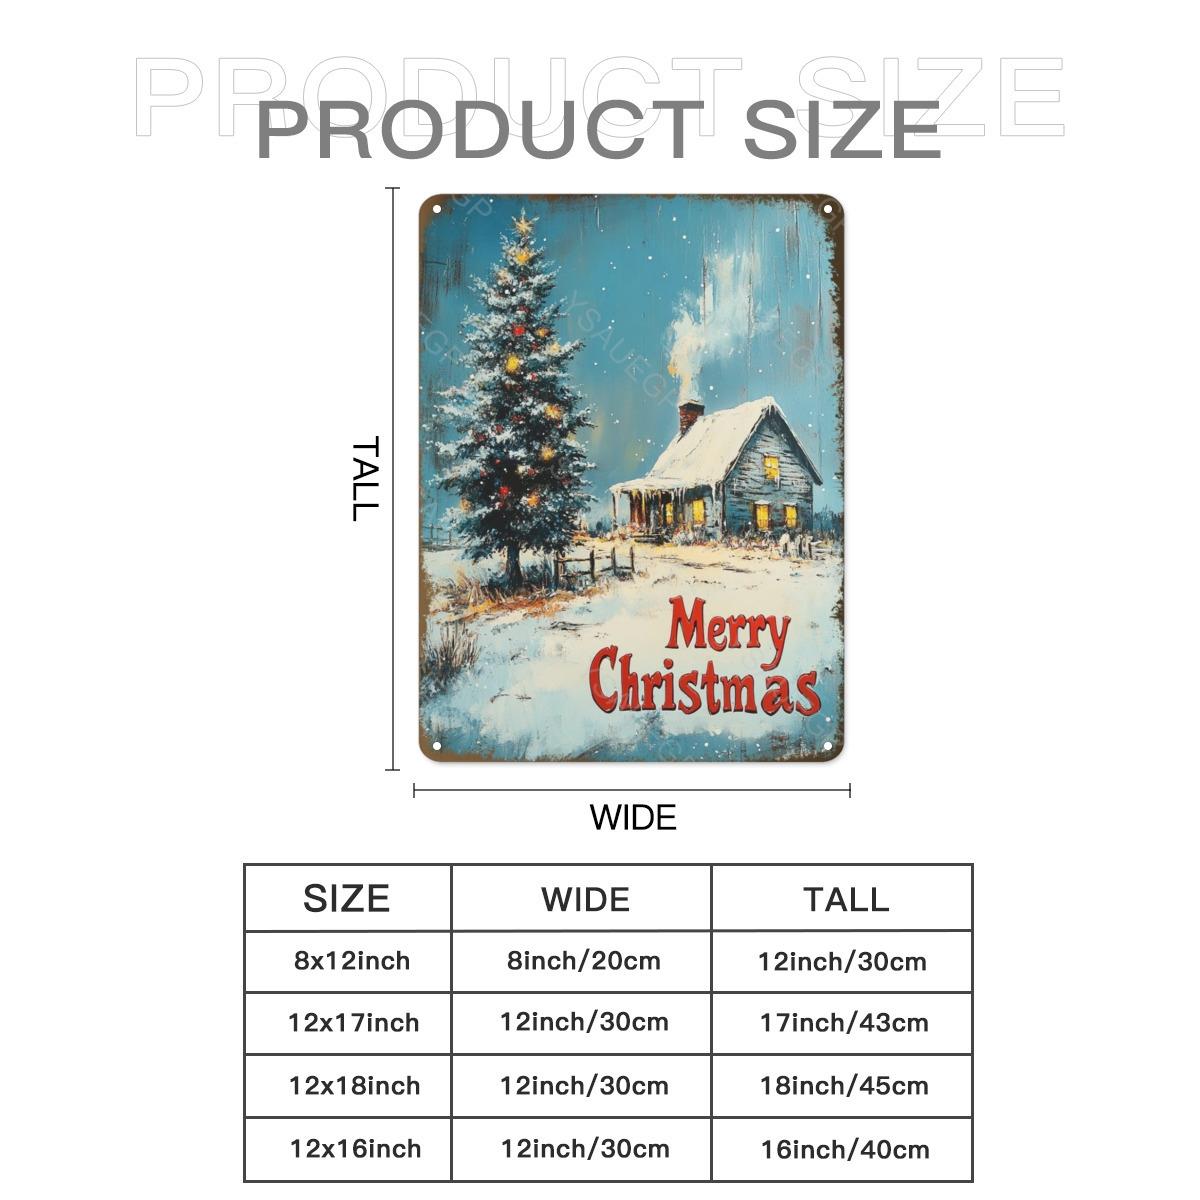 PRODUCT SIZE
PRODUCT SIZE
TALL
XSAUEGP
Merry
Christmas
WIDE
SIZE WIDE TALL
8x12inch 8inch/20cm 12inch/30cm
12x17inch 12inch/30cm 17inch/43cm
12x18inch 12inch/30cm 18inch/45cm
12x16inch 12inch/30cm 16inch/40cm